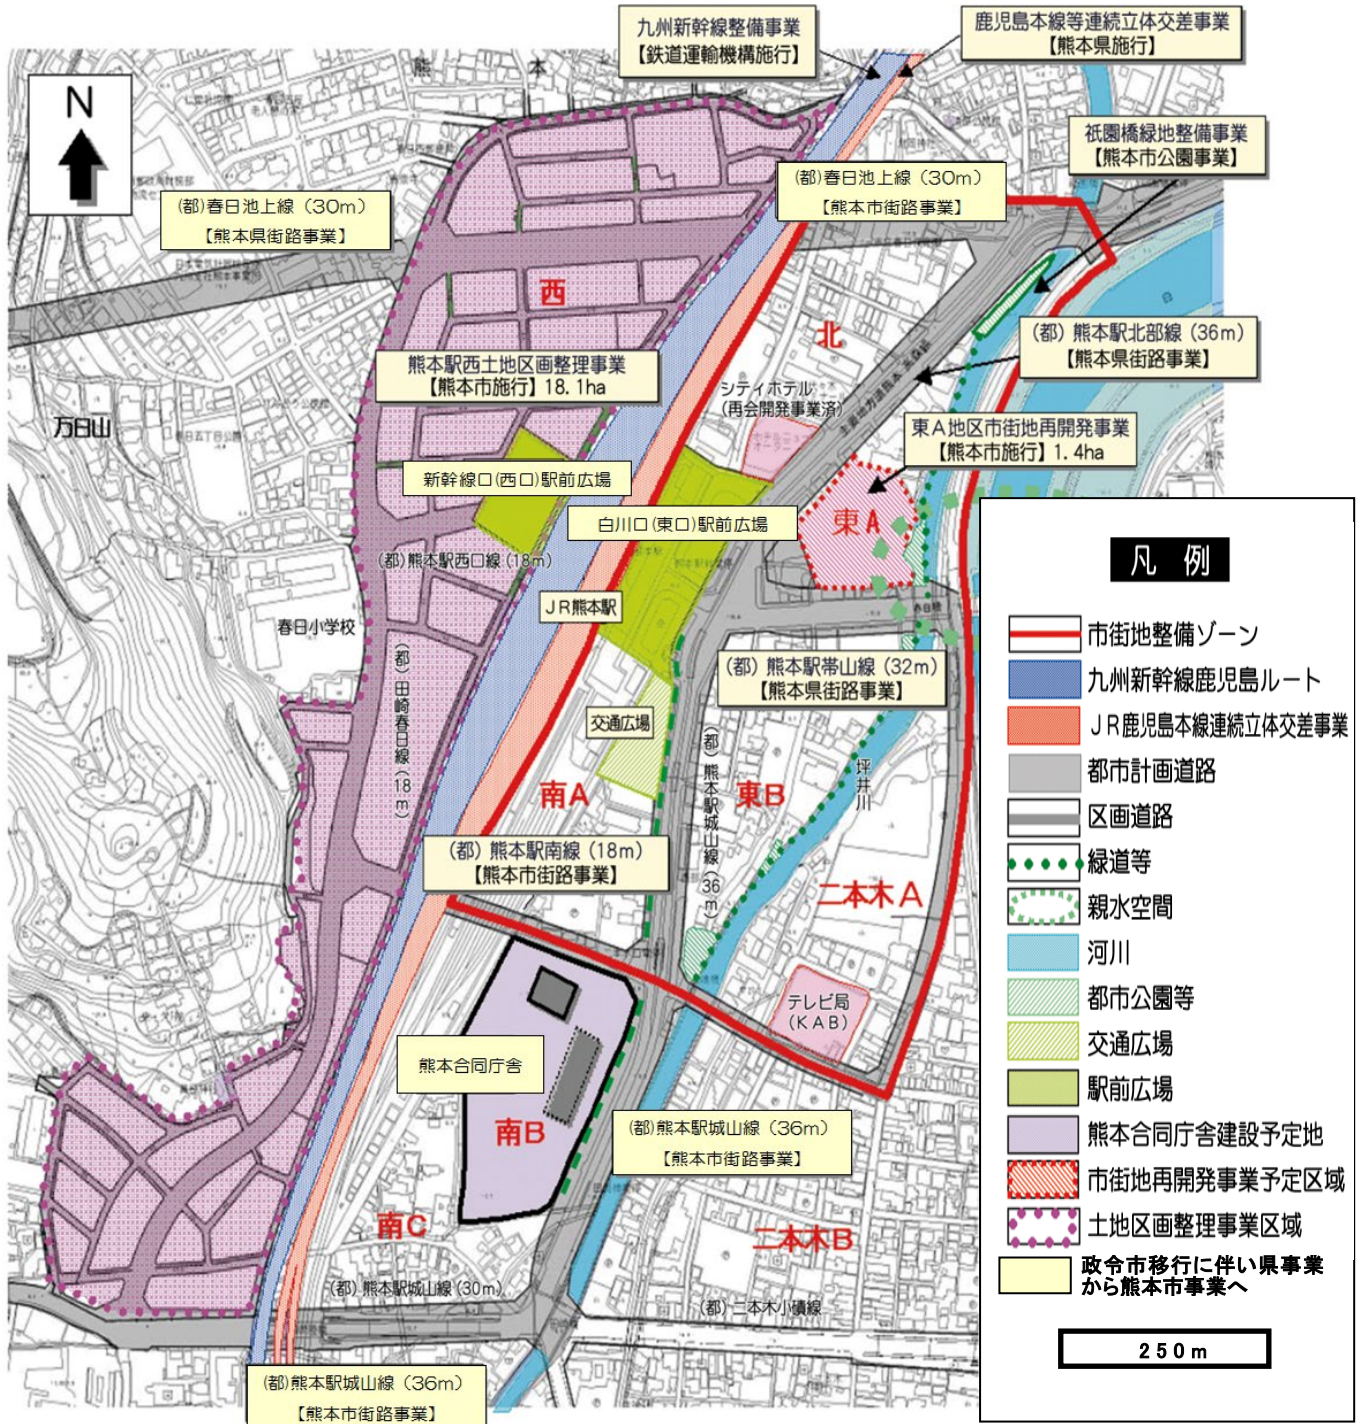 九州新幹線整備事業
【鉄道運輸機構施行】
鹿児島本線等連続立体交差事業
【熊本県施行】
熊
本
N
祇園橋緑地整備事業
【熊本市公園事業】
(都)春日池上線（30m）
【熊本市街路事業】
(都)春日池上線（30m）
【熊本県街路事業】
西
北
(都) 熊本駅北部線 (36m)
【熊本県街路事業】
熊本駅西土地区画整理事業
【熊本市施行】18.1ha
シティホテル
(再会開発事業済)
万日山
東A地区市街地再開発事業
【熊本市施行】1.4ha
新幹線口(西口)駅前広場
白川口(東口)駅前広場
東A
(都)熊本駅西口線(18m)
JR熊本駅
春日小学校
(都)田崎春日線(18m)
(都) 熊本駅帯山線 (32m)
【熊本県街路事業】
交通広場
(都)熊本駅城山線(36m)
坪井川
南A
東B
(都) 熊本駅南線 (18m)
【熊本市街路事業】
二本木A
テレビ局
(KAB)
熊本合同庁舎
南B
(都)熊本駅城山線（36m）
【熊本市街路事業】
南C
二本木B
(都) 熊本駅城山線 (30m)
(都) 二本木小磧線
(都)熊本駅城山線（36m）
【熊本市街路事業】
凡 例
市街地整備ゾーン
九州新幹線鹿児島ルート
JR鹿児島本線連続立体交差事業
都市計画道路
区画道路
緑道等
親水空間
河川
都市公園等
交通広場
駅前広場
熊本合同庁舎建設予定地
市街地再開発事業予定区域
土地区画整理事業区域
政令市移行に伴い県事業
から熊本市事業へ
250m